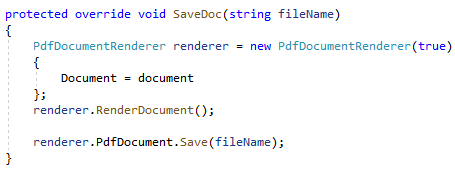 protected override void SaveDoc(string fileName)
{
    PdfDocumentRenderer renderer = new PdfDocumentRenderer(true)
    {
        Document = document
    };
    renderer.RenderDocument();

    renderer.PdfDocument.Save(fileName);
}